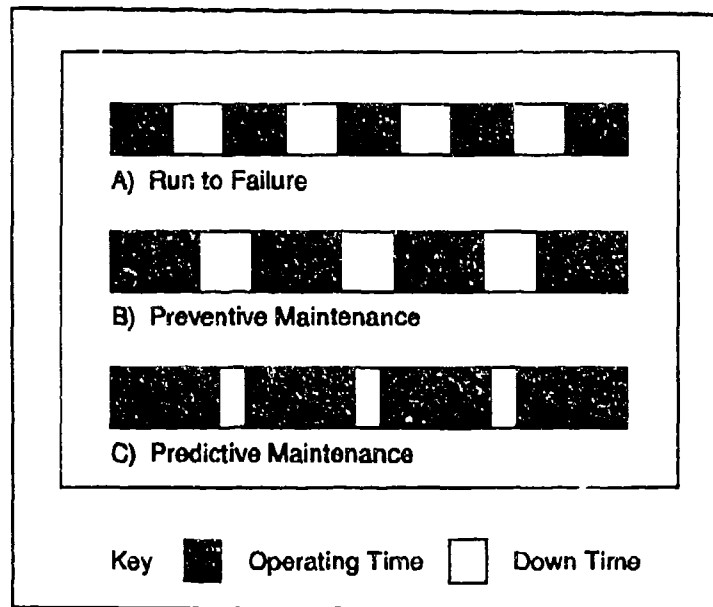 A) Run to Failure
B) Preventive Maintenance
C) Predictive Maintenance
Key Operating Time Down Time